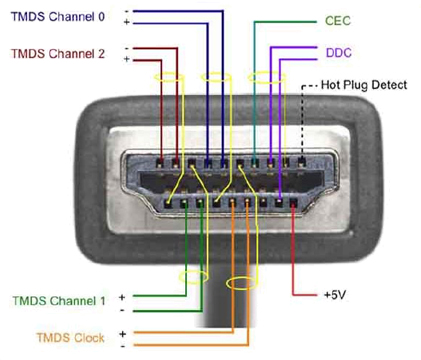 TMDS Channel 0 - +
CEC
TMDS Channel 2 - +
DDC
Hot Plug Detect
TMDS Channel 1 + -
+5V
TMDS Clock + -